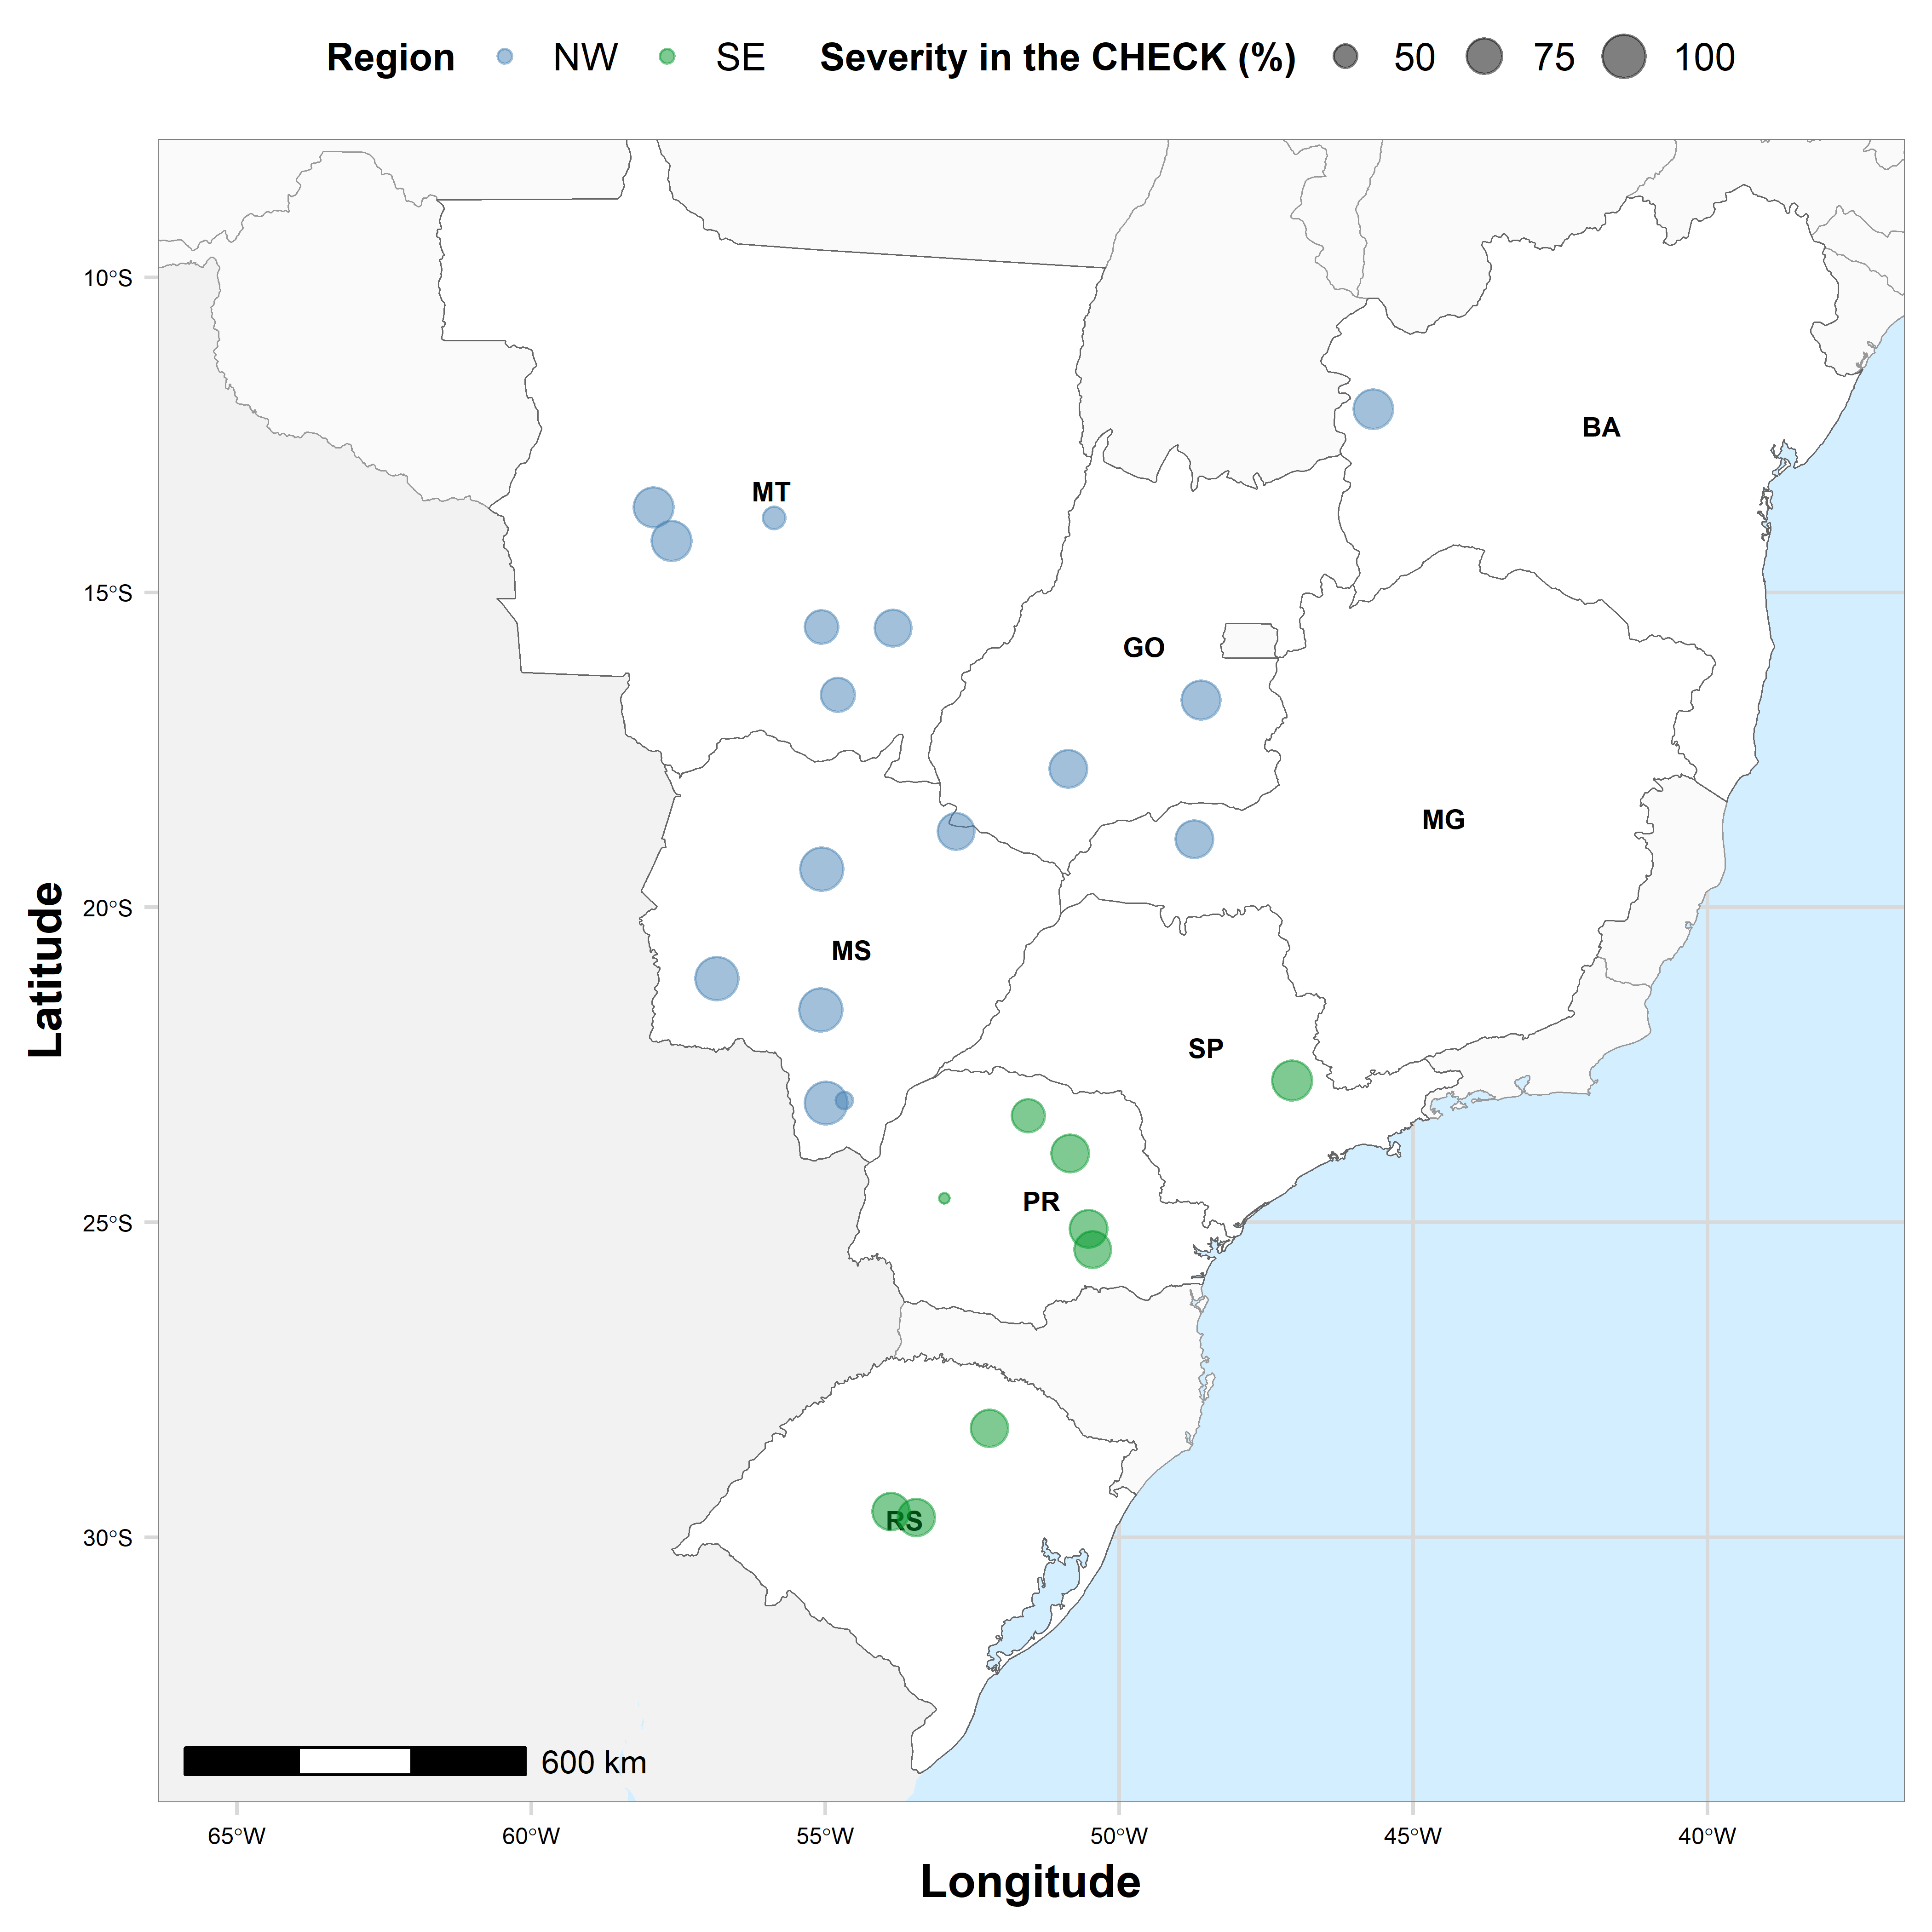 Region NW SE Severity in the CHECK (%) 50 75 100
10°S
BA
MT
15°S
GO
MG
20°S
MS
Latitude
SP
PR
25°S
RS
30°S
600 km
65°W 60°W 55°W 50°W 45°W 40°W
Longitude